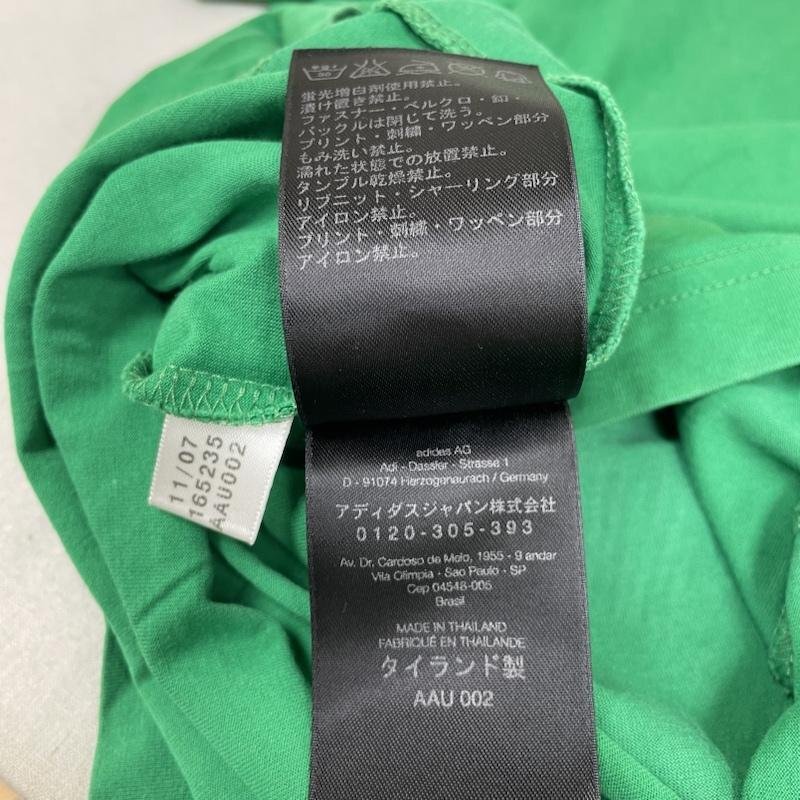 蛍光増白剤使用禁止。
漬け置き禁止。
ファスナー・ベルクロ・釦・
バックルは閉じて洗う。
プリント・刺繍・ワッペン部分
もみ洗い禁止。
濡れた状態での放置禁止。
タンブル乾燥禁止。
リブニット・シャーリング部分
アイロン禁止。
プリント・刺繍・ワッペン部分
アイロン禁止。
11/07
165235
AAU002
adidas AG
Adi - Dassler - Strasse 1
D - 91074 Herzogenaurach / Germany
アディダスジャパン株式会社
0120-305-393
Av. Dr. Cardoso de Melo, 1955 - 9 andar
Vila Olimpia - Sao Paulo - SP
Cep 04548-005
Brasil
MADE IN THAILAND
FABRIQUÉ EN THAILANDE
タイランド製
AAU 002